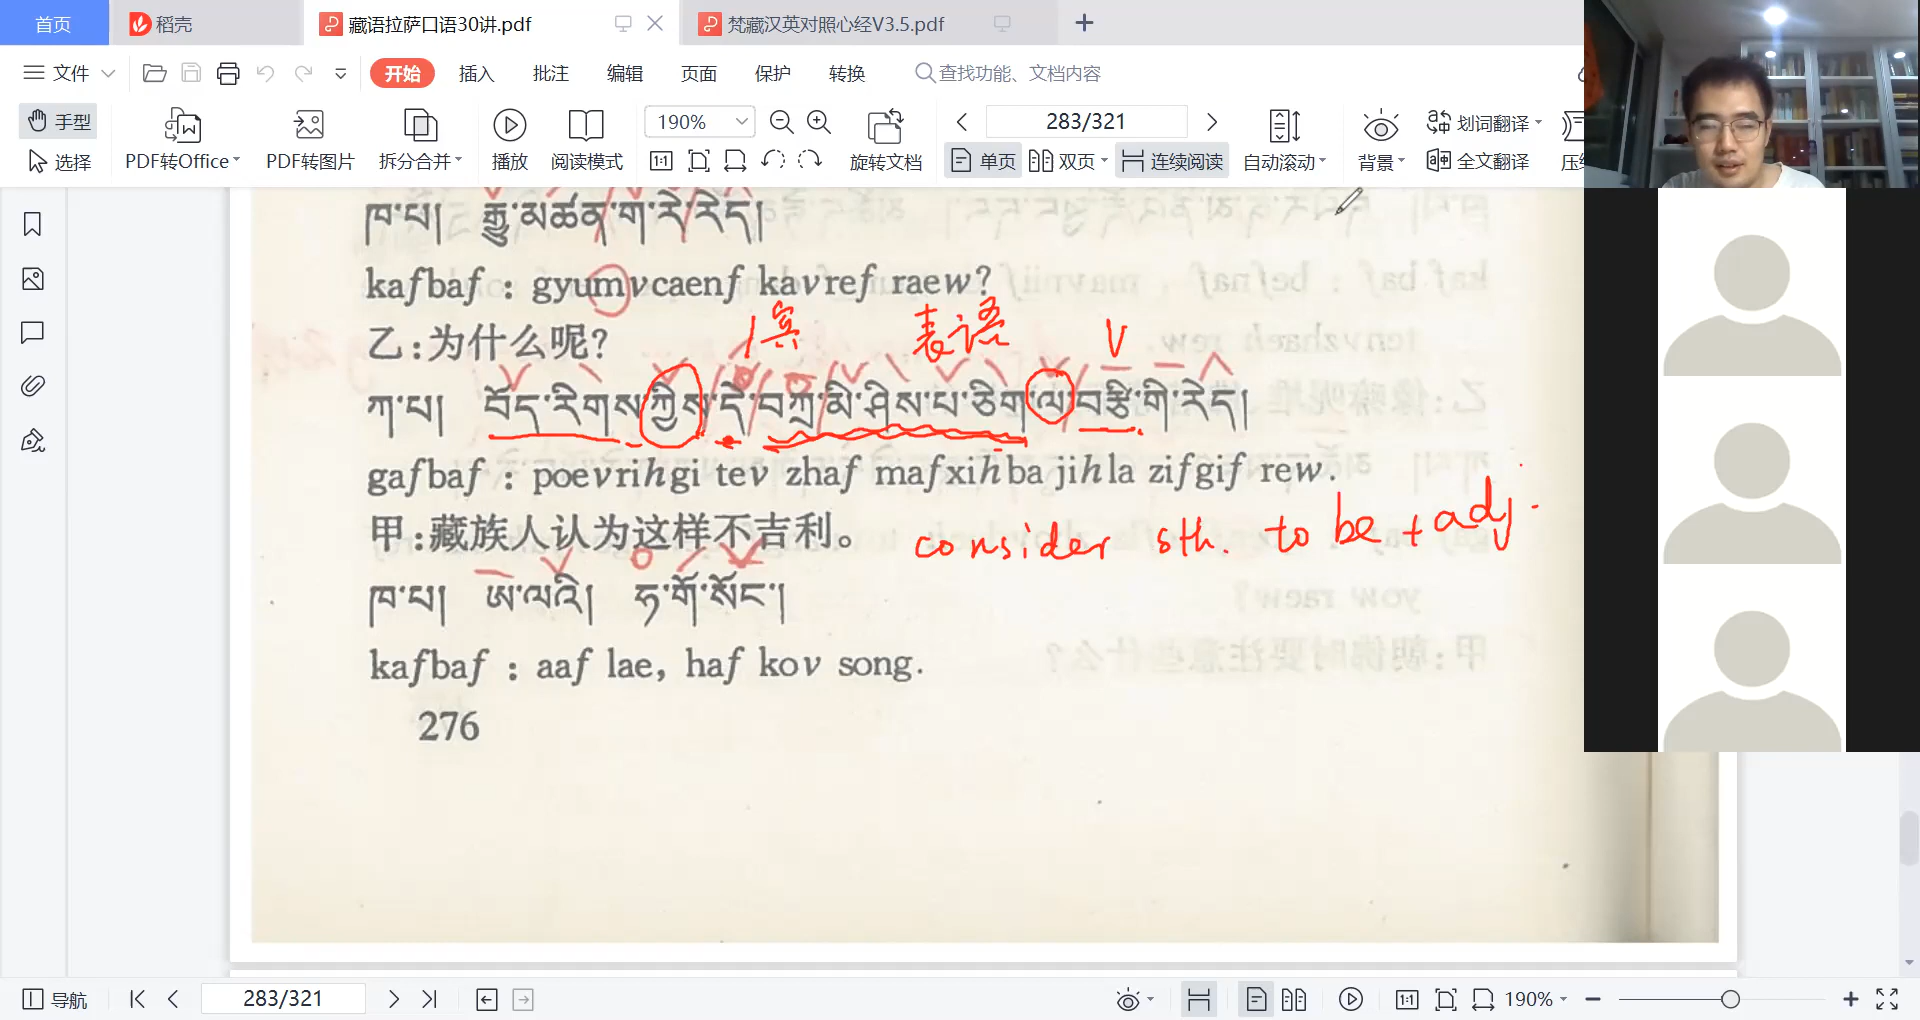 首页 稻壳 藏语拉萨口语30讲.pdf 梵藏汉英对照心经V3.5.pdf
文件 开始 插入 批注 编辑 页面 保护 转换 查找功能、文档内容
手型 190% 283/321 划词翻译
选择 PDF转Office PDF转图片 拆分合并 播放 阅读模式 旋转文档 单页 双页 连续阅读 自动滚动 背景 全文翻译
ཁ་པ། རྒྱུ་མཚན་ག་རེ་རེད།
kafbaf : gyumvcaenf kavref raew?
宾 表语 V
乙:为什么呢?
ཀ་པ། བོད་རིགས་ཀྱིས་དེ་བཀྲ་མི་ཤིས་པ་ཅིག་ལ་བརྩི་གི་རེད།
gafbaf : poevrihgi tev zhaf mafxihba jihla zifgif rew.
甲:藏族人认为这样不吉利。
consider sth. to be + adj.
ཁ་པ། ཨ་ལའི། ཧ་གོ་སོང་།
kafbaf : aaf lae, haf kov song.
276
导航 283/321 190%